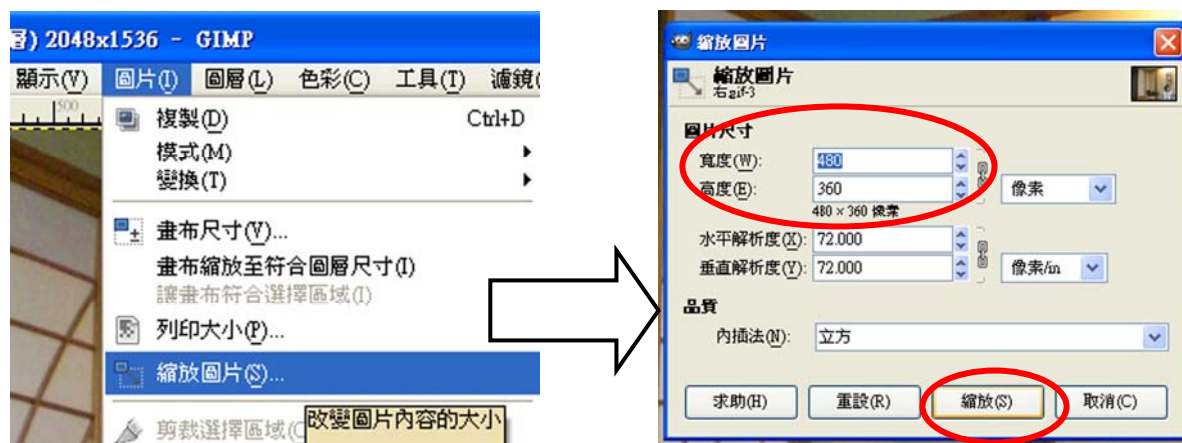 層) 2048x1536 - GIMP
顯示(V) 圖片(I) 圖層(L) 色彩(C) 工具(T) 濾鏡(
500
複製(D) Ctrl+D
模式(M)
變換(T)
畫布尺寸(V)...
畫布縮放至符合圖層尺寸(I)
讓畫布符合選擇區域(I)
列印大小(P)...
縮放圖片(S)...
剪裁選擇區域(C
改變圖片內容的大小
縮放圖片
縮放圖片
右gif-3
圖片尺寸
寬度(W): 480
高度(E): 360 像素
480 × 360 像素
水平解析度(X): 72.000
垂直解析度(Y): 72.000 像素/in
品質
內插法(N): 立方
求助(H) 重設(R) 縮放(S) 取消(C)